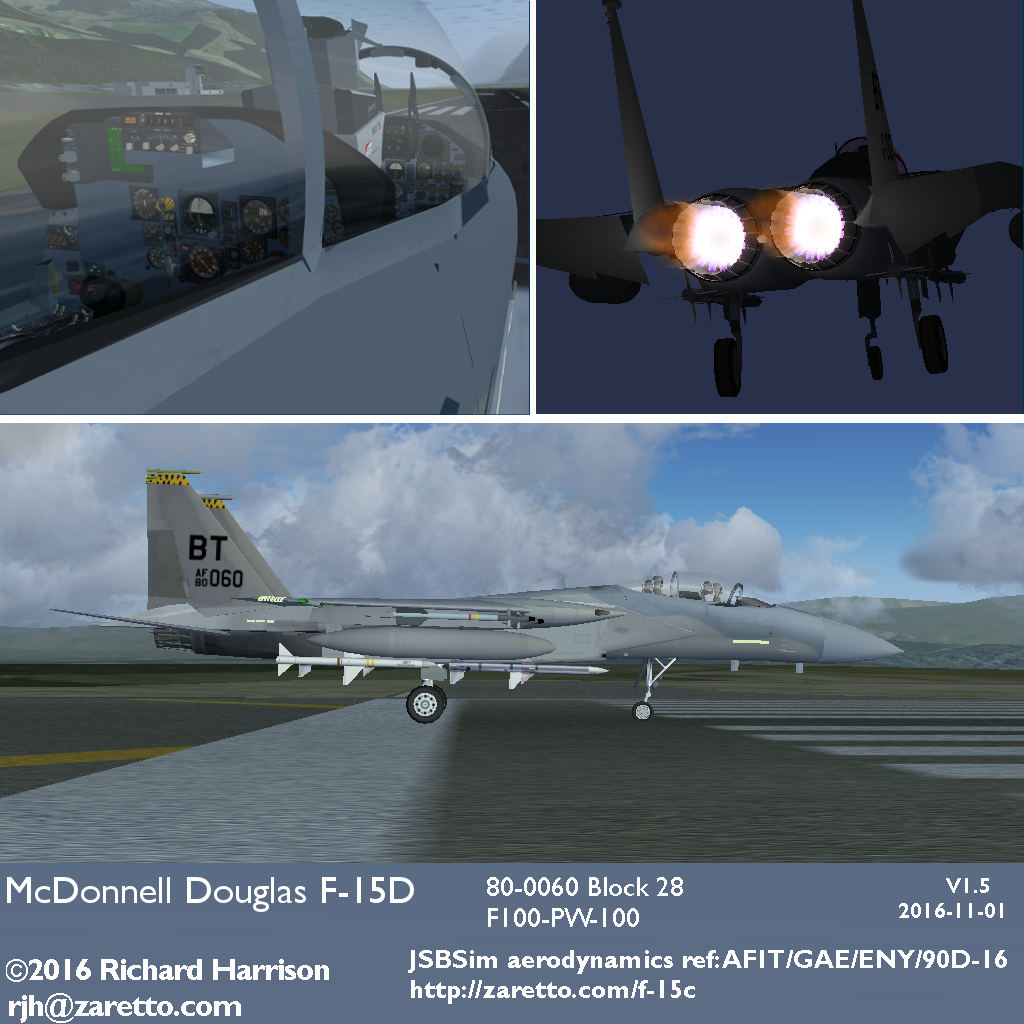 BT
AF
80 060
McDonnell Douglas F-15D
80-0060 Block 28
F100-PW-100
V1.5
2016-11-01
©2016 Richard Harrison
rjh@zaretto.com
JSBSim aerodynamics ref:AFIT/GAE/ENY/90D-16
http://zaretto.com/f-15c